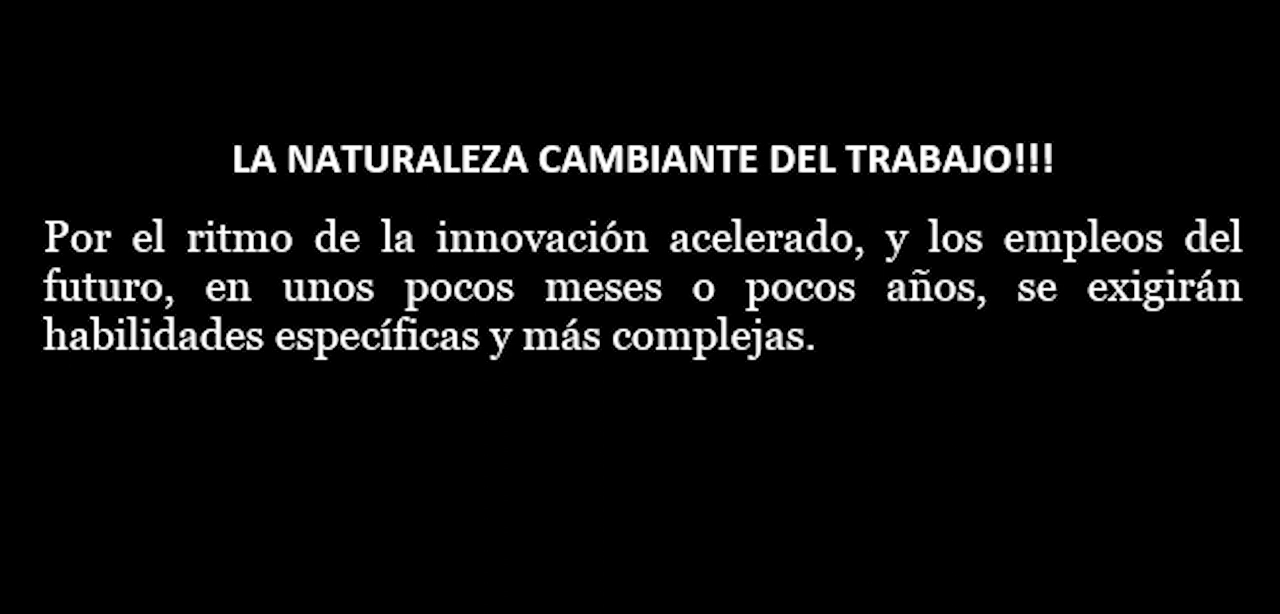 LA NATURALEZA CAMBIANTE DEL TRABAJO!!!
Por el ritmo de la innovación acelerado, y los empleos del
futuro, en unos pocos meses o pocos años, se exigirán
habilidades específicas y más complejas.